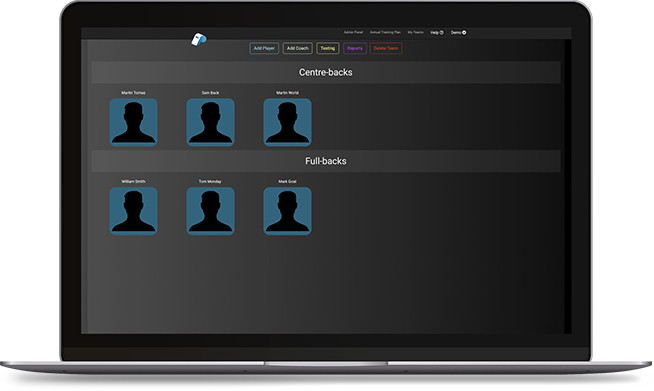 Admin Panel Annual Training Plan My Teams Help Demo
Add Player Add Coach Testing Reports Delete Team
Centre-backs
Martin Tomas Sam Back Martin World
Full-backs
William Smith Tom Monday Mark Goal